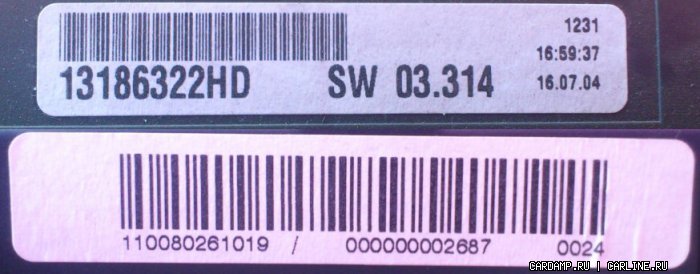 1231
16:59:37
13186322HD SW 03.314 16.07.04
110080261019 / 000000002687 0024
CARDAMP.RU | CARLINE.RU